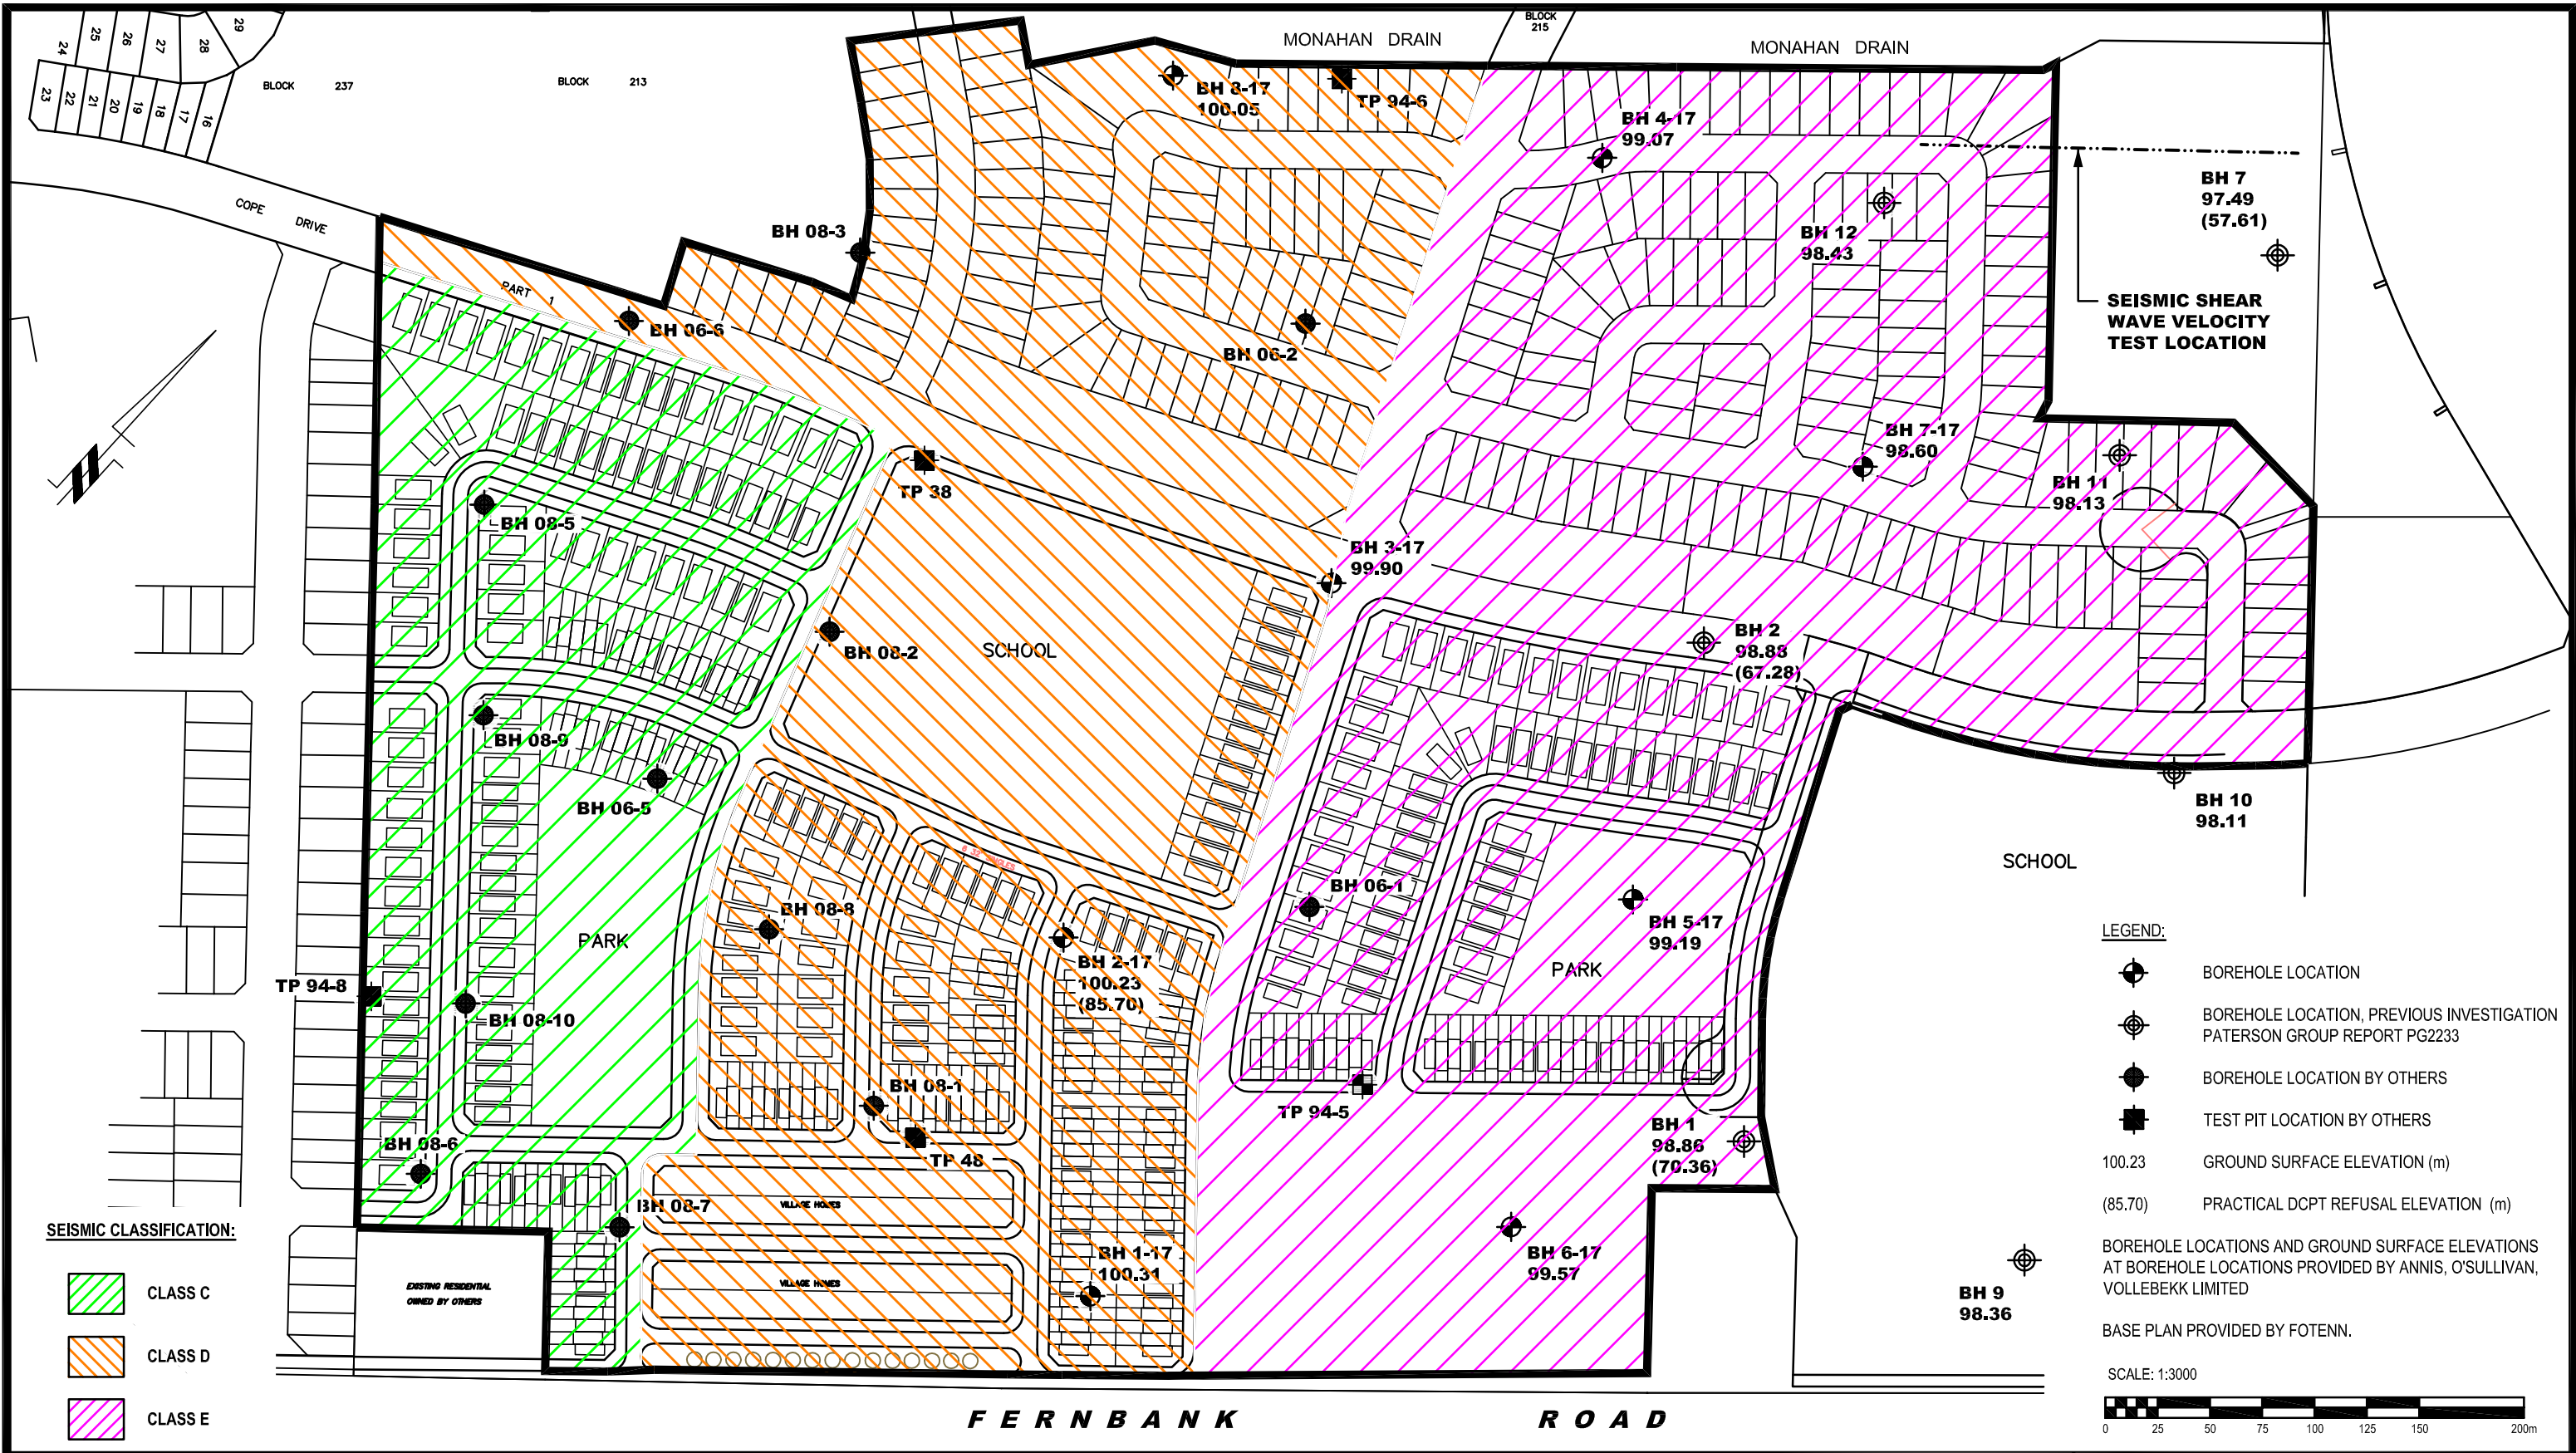 24
25
26
27
28
29
23
22
21
20
19
18
17
16
BLOCK 237
BLOCK 213
BLOCK
215
MONAHAN DRAIN
MONAHAN DRAIN
COPE DRIVE
PART 1
BH 8-17
100.05
TP 94-6
BH 4-17
99.07
BH 7
97.49
(57.61)
BH 08-3
BH 12
98.43
SEISMIC SHEAR
WAVE VELOCITY
TEST LOCATION
BH 06-6
BH 06-2
BH 7-17
98.60
TP 38
BH 11
98.13
BH 08-5
BH 3-17
99.90
BH 08-2
SCHOOL
BH 2
98.88
(67.28)
BH 08-9
BH 06-5
BH 10
98.11
SCHOOL
BH 06-1
BH 08-8
BH 5-17
99.19
PARK
PARK
BH 2-17
100.23
(85.70)
TP 94-8
BH 08-10
BH 08-1
TP 94-5
BH 1
98.86
(70.36)
BH 08-6
TP 48
BH 08-7
VILLAGE HOMES
BH 1-17
100.31
BH 6-17
99.57
VILLAGE HOMES
EXISTING RESIDENTIAL
OWNED BY OTHERS
BH 9
98.36
SEISMIC CLASSIFICATION:
CLASS C
CLASS D
CLASS E
FERNBANK ROAD
LEGEND:
BOREHOLE LOCATION
BOREHOLE LOCATION, PREVIOUS INVESTIGATION
PATERSON GROUP REPORT PG2233
BOREHOLE LOCATION BY OTHERS
TEST PIT LOCATION BY OTHERS
100.23 GROUND SURFACE ELEVATION (m)
(85.70) PRACTICAL DCPT REFUSAL ELEVATION (m)
BOREHOLE LOCATIONS AND GROUND SURFACE ELEVATIONS
AT BOREHOLE LOCATIONS PROVIDED BY ANNIS, O'SULLIVAN,
VOLLEBEKK LIMITED
BASE PLAN PROVIDED BY FOTENN.
SCALE: 1:3000
0 25 50 75 100 125 150 200m